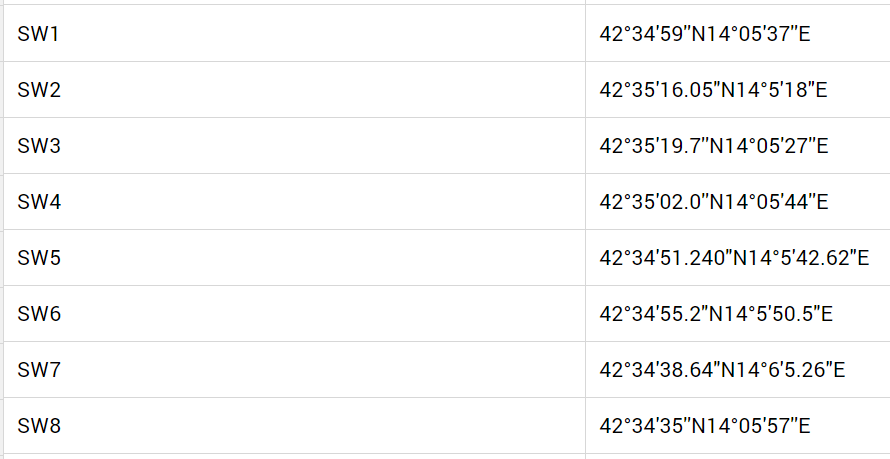 SW1 42°34'59''N14°05'37''E
SW2 42°35'16.05"N14°5'18"E
SW3 42°35'19.7''N14°05'27''E
SW4 42°35'02.0''N14°05'44''E
SW5 42°34'51.240"N14°5'42.62"E
SW6 42°34'55.2"N14°5'50.5"E
SW7 42°34'38.64"N14°6'5.26"E
SW8 42°34'35''N14°05'57''E